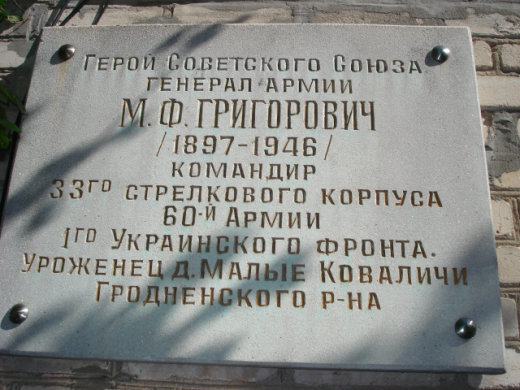 Герой Советского Союза
генерал армии
М. Ф. Григорович
/1897-1946/
командир
33го стрелкового корпуса
60-й Армии
1го Украинского фронта.
Уроженец д. Малые Коваличи
Гродненского р-на